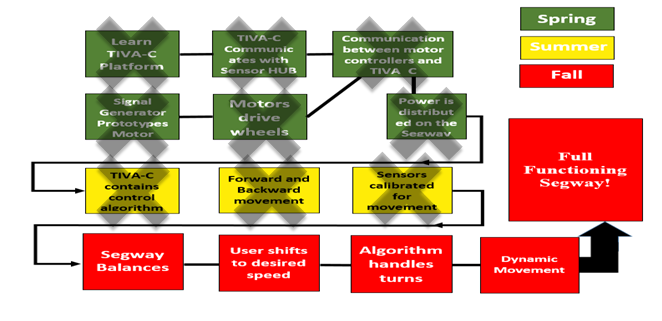 Spring
Summer
Fall
Learn
TIVA-C
Platform
TIVA-C
Communic
ates with
Sensor HUB
Communication
between motor
controllers and
TIVA C
Signal
Generator
Prototypes
Motor
Motors
drive
wheels
Power is
distribut
ed on the
Segway
TIVA-C
contains
control
algorithm
Forward and
Backward
movement
Sensors
calibrated
for
movement
Full
Functioning
Segway!
Segway
Balances
User shifts
to desired
speed
Algorithm
handles
turns
Dynamic
Movement